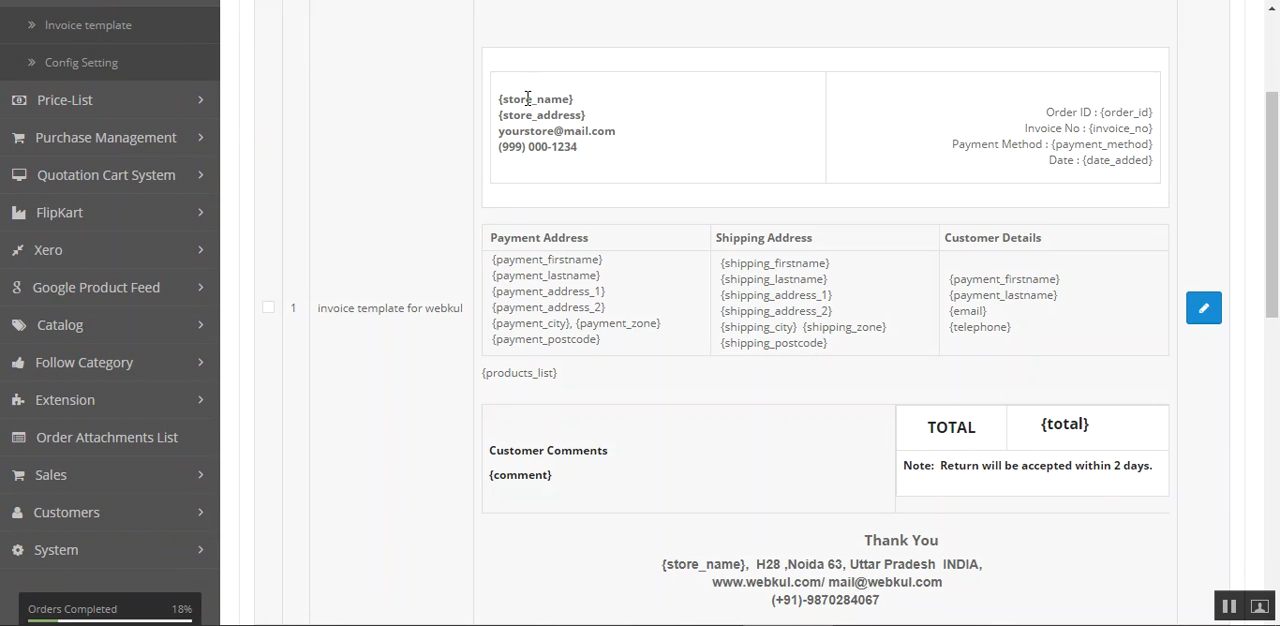 Invoice template
Config Setting
Price-List
Purchase Management
Quotation Cart System
FlipKart
Xero
Google Product Feed
Catalog
Follow Category
Extension
Order Attachments List
Sales
Customers
System
Orders Completed 18%
1
invoice template for webkul
{store_name}
{store_address}
yourstore@mail.com
(999) 000-1234
Order ID : {order_id}
Invoice No : {invoice_no}
Payment Method : {payment_method}
Date : {date_added}
Payment Address
{payment_firstname}
{payment_lastname}
{payment_address_1}
{payment_address_2}
{payment_city}, {payment_zone}
{payment_postcode}
Shipping Address
{shipping_firstname}
{shipping_lastname}
{shipping_address_1}
{shipping_address_2}
{shipping_city} {shipping_zone}
{shipping_postcode}
Customer Details
{payment_firstname}
{payment_lastname}
{email}
{telephone}
{products_list}
Customer Comments
{comment}
TOTAL {total}
Note: Return will be accepted within 2 days.
Thank You
{store_name}, H28 ,Noida 63, Uttar Pradesh INDIA,
www.webkul.com/ mail@webkul.com
(+91)-9870284067